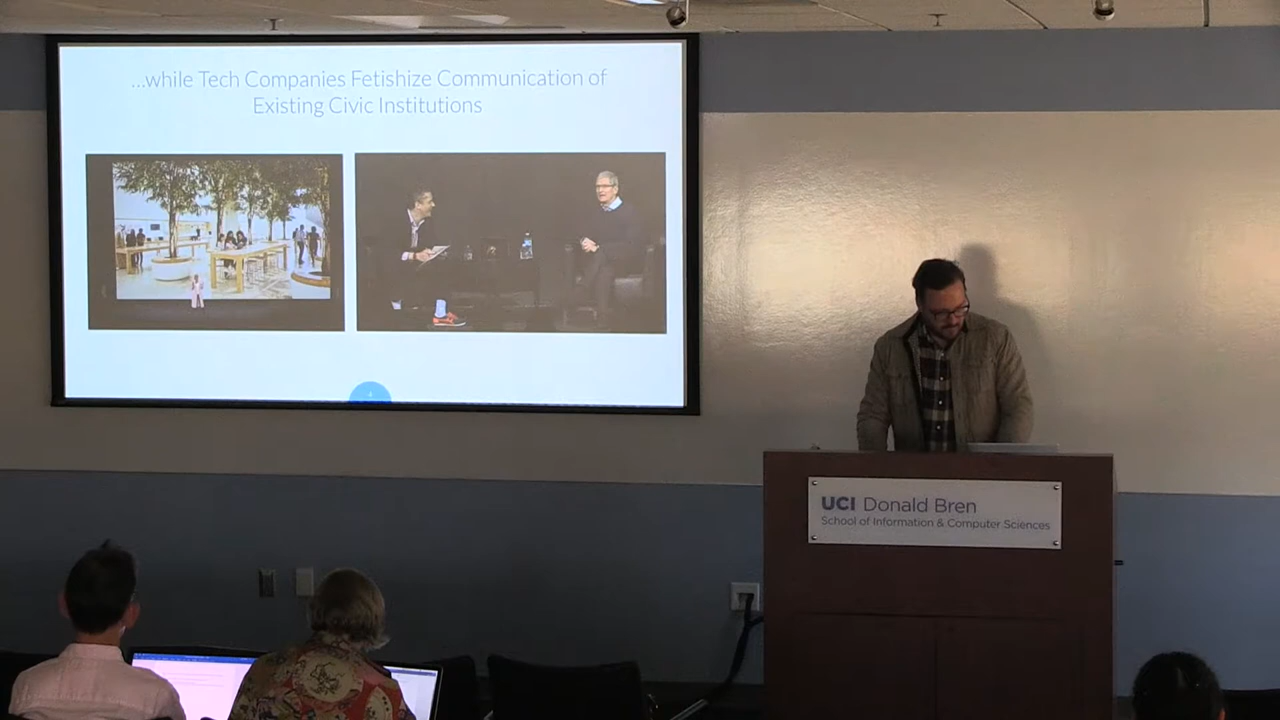 ...while Tech Companies Fetishize Communication of
Existing Civic Institutions
UCI Donald Bren
School of Information & Computer Sciences